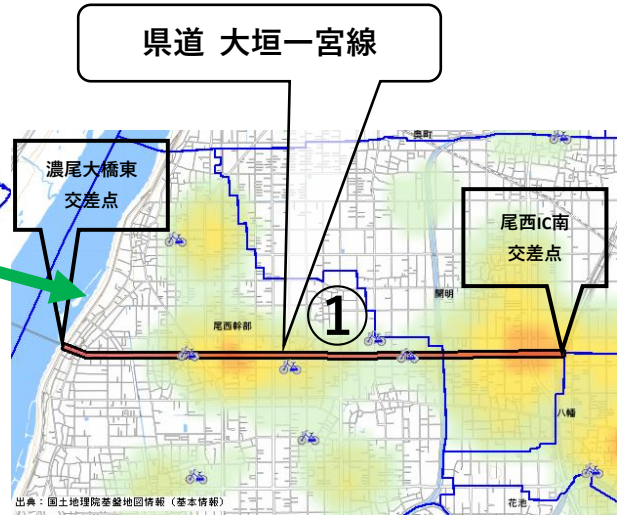 県道 大垣一宮線
奥町
濃尾大橋東
交差点
尾西IC南
交差点
開明
①
尾西幹部
八幡
花池
出典：国土地理院基盤地図情報（基本情報）